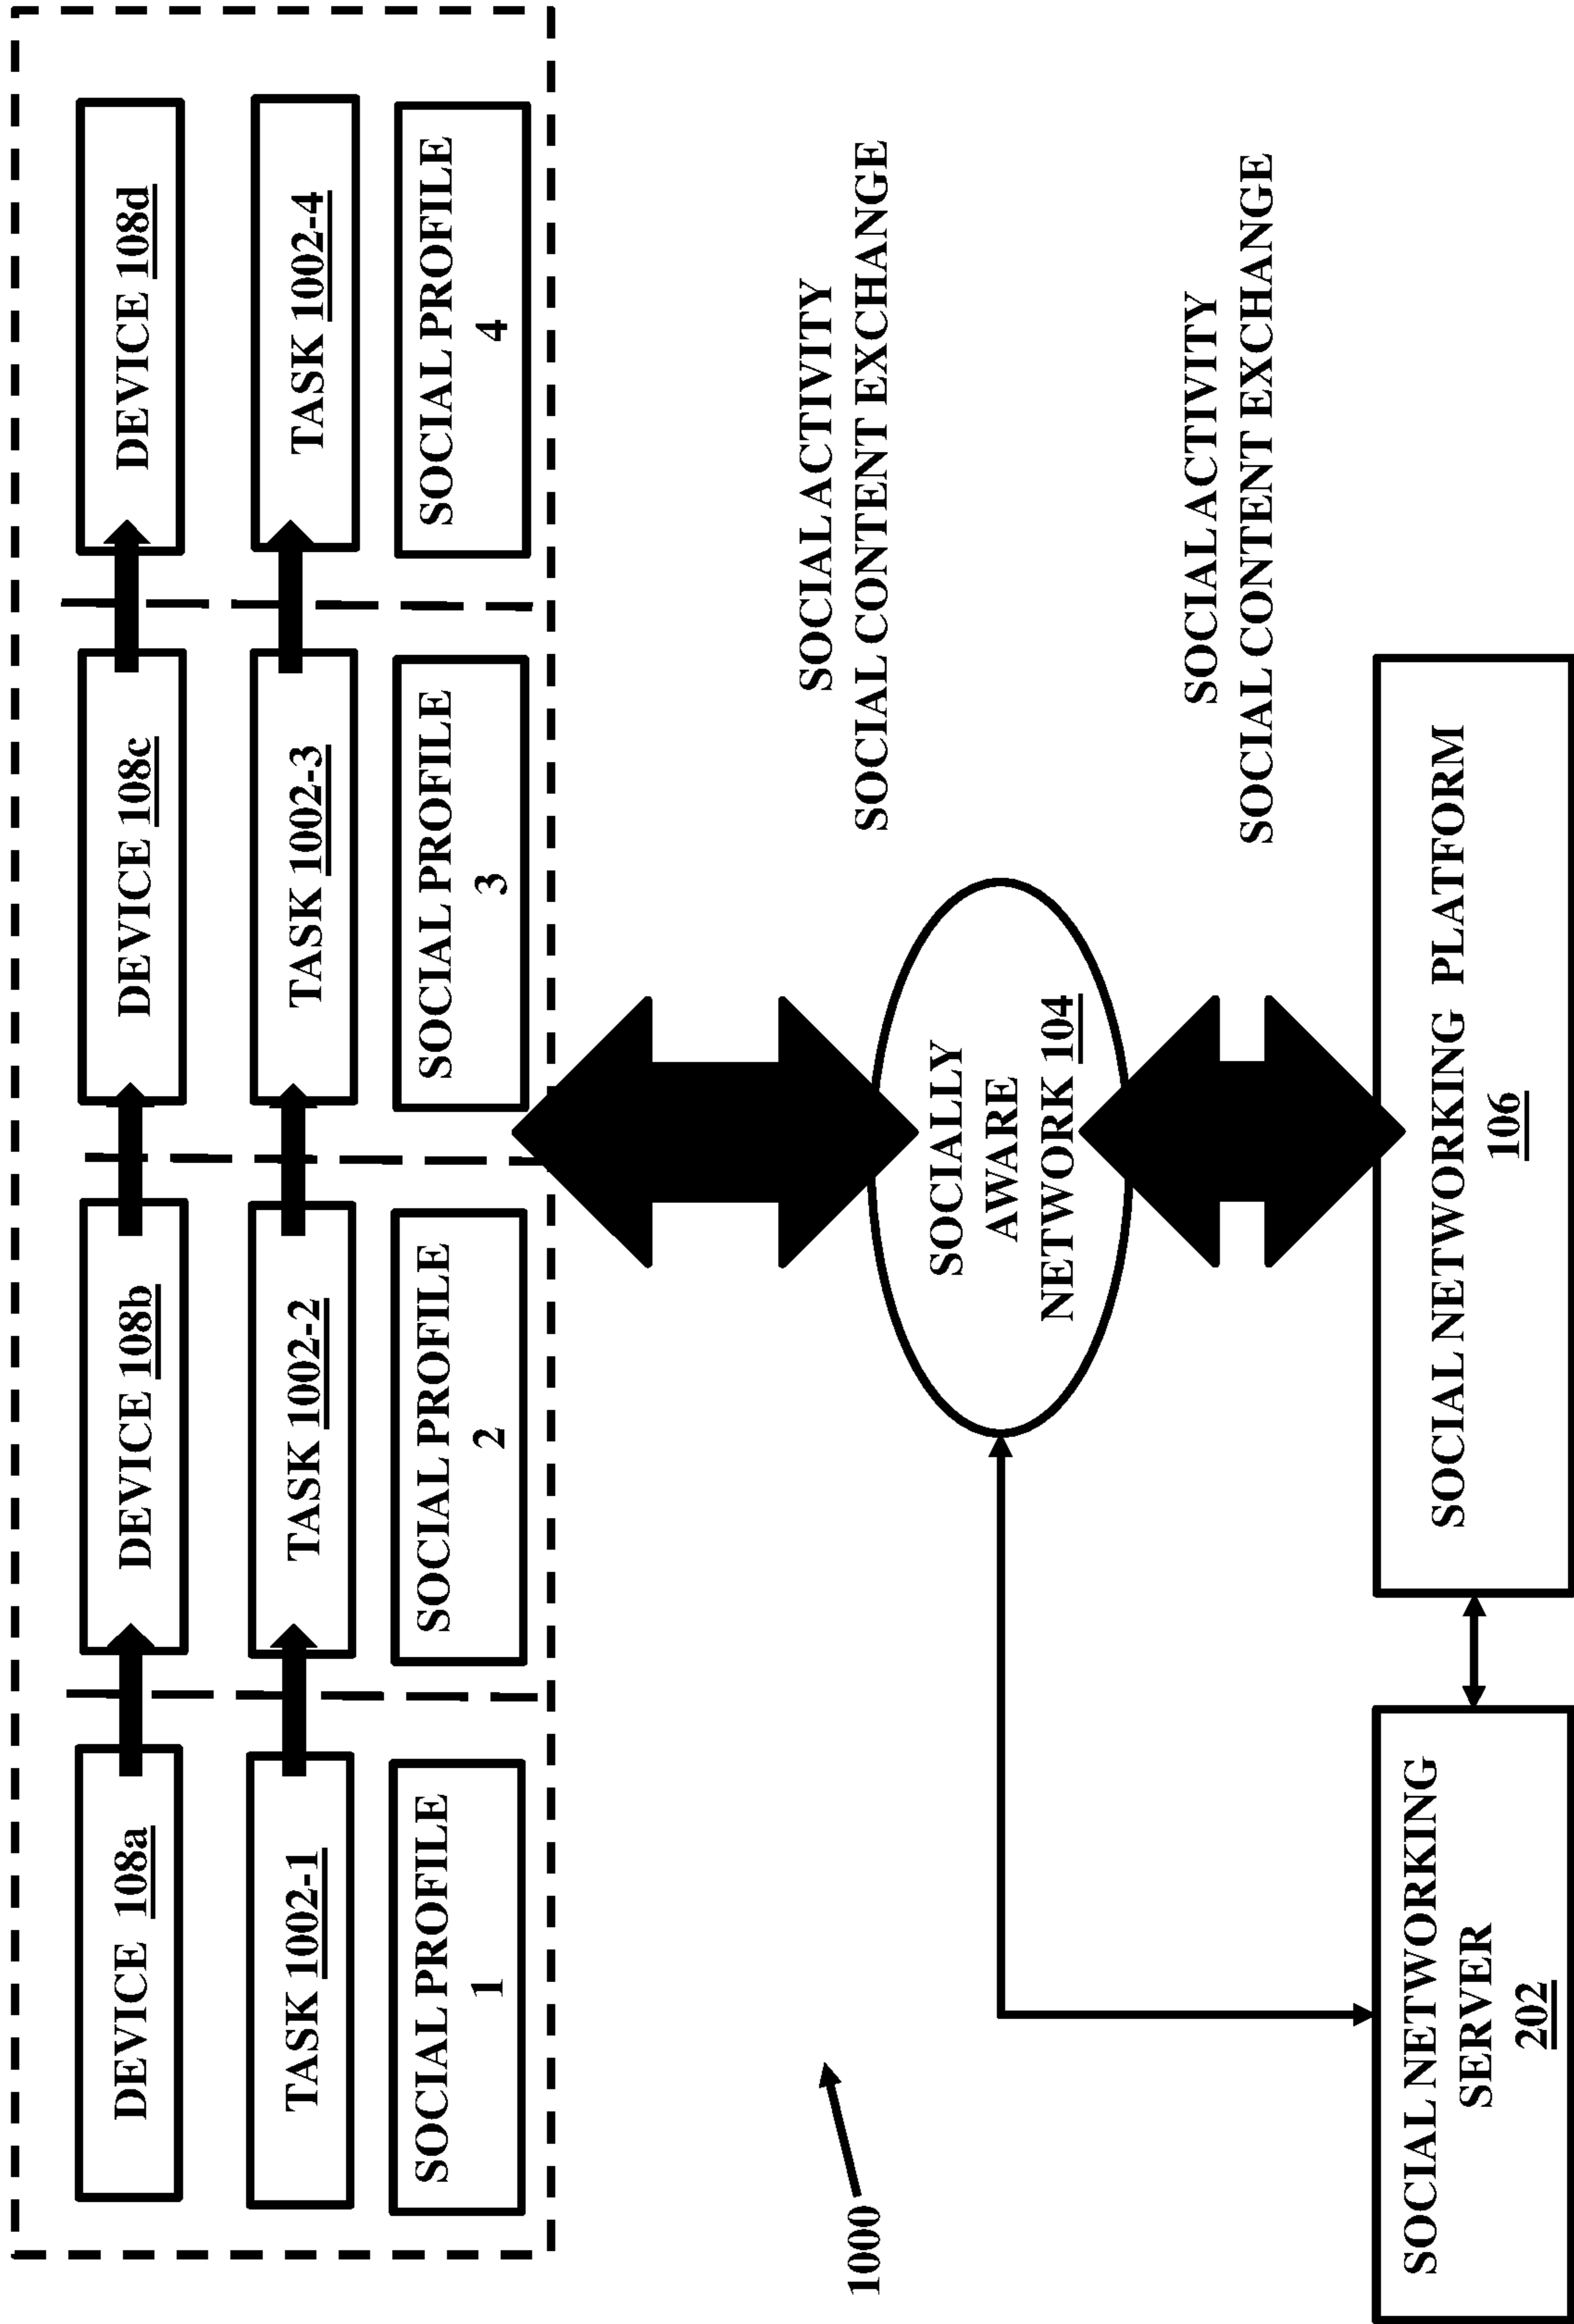 DEVICE 108a
DEVICE 108b
DEVICE 108c
DEVICE 108d
TASK 1002-1
TASK 1002-2
TASK 1002-3
TASK 1002-4
SOCIAL PROFILE
1
SOCIAL PROFILE
2
SOCIAL PROFILE
3
SOCIAL PROFILE
4
SOCIAL ACTIVITY
SOCIAL CONTENT EXCHANGE
1000
SOCIALLY
AWARE
NETWORK 104
SOCIAL ACTIVITY
SOCIAL CONTENT EXCHANGE
SOCIAL NETWORKING
SERVER
202
SOCIAL NETWORKING PLATFORM
106